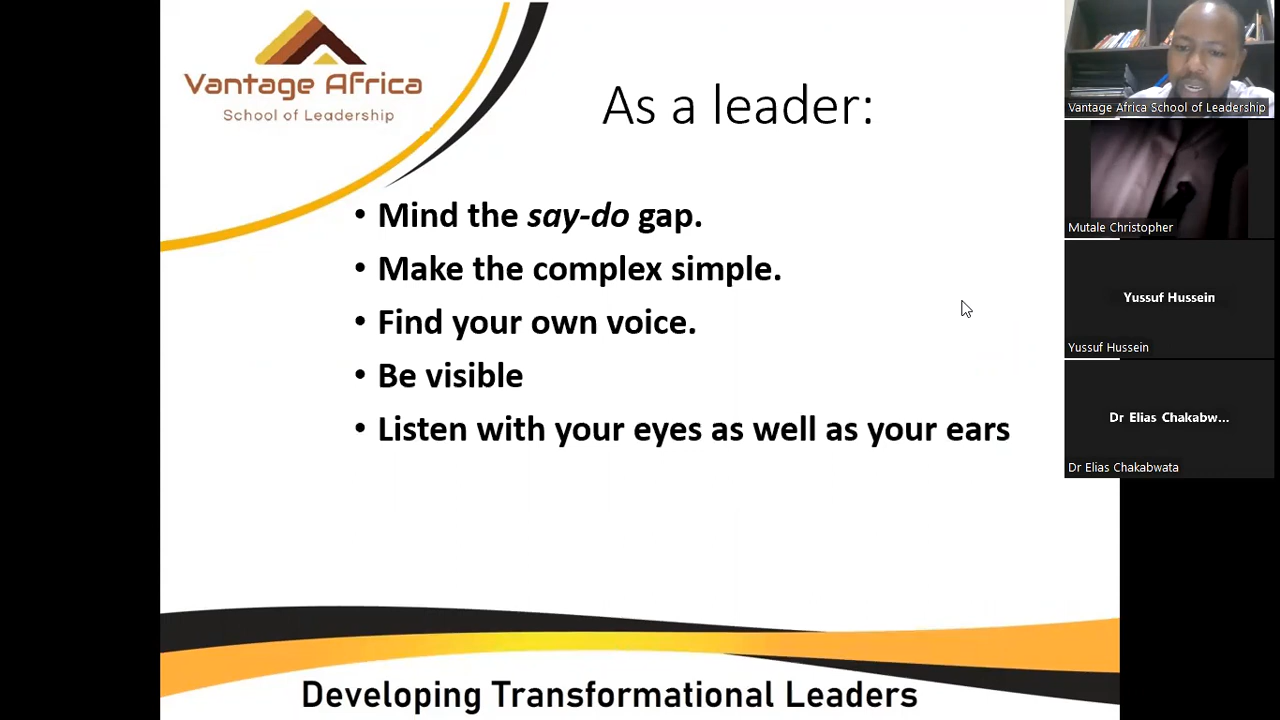 Vantage Africa
School of Leadership
As a leader:
• Mind the say-do gap.
• Make the complex simple.
• Find your own voice.
• Be visible
• Listen with your eyes as well as your ears
Developing Transformational Leaders
Vantage Africa School of Leadership
Mutale Christopher
Yussuf Hussein
Yussuf Hussein
Dr Elias Chakabw...
Dr Elias Chakabwata